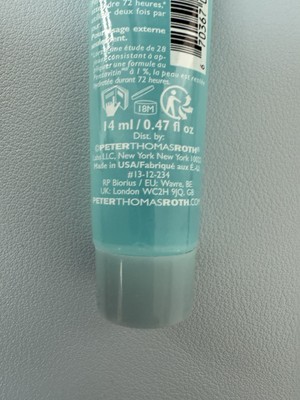 dre 72 heures,*
deux fois par
usage externe
ulement.
une étude de 28
consistant à ap-
une formule au
à 1 %, la peau est restée
durant 72 heures.
18M
14 ml / 0.47 fl oz
Dist. by:
©PETERTHOMASROTH
Labs LLC, New York New York
Made in USA/Fabriqué aux É.-U.
#13-12-234
RP Biorius / EU: Wavre, BE
UK: London WC2H 9JQ, GB
PETERTHOMASROTH.COM